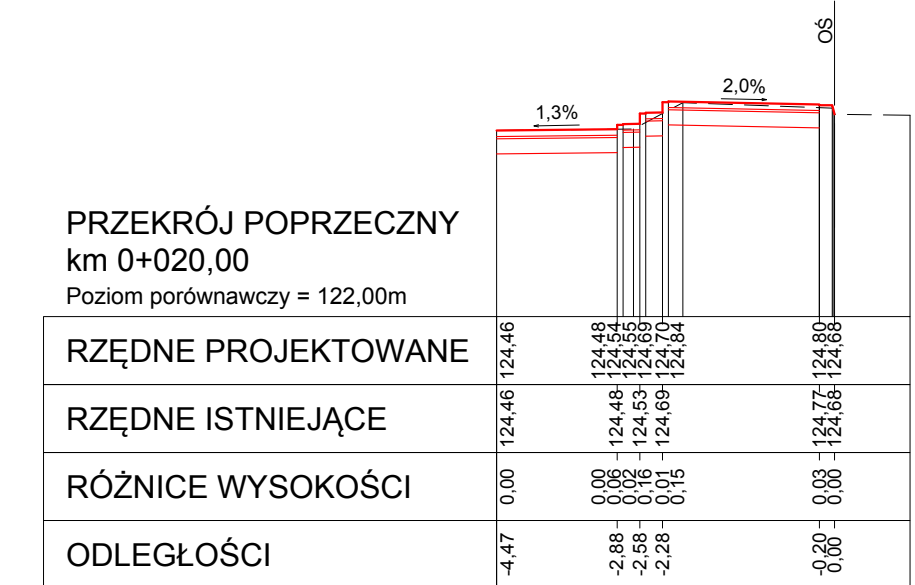 OŚ
1,3%
2,0%
PRZEKRÓJ POPRZECZNY
km 0+020,00
Poziom porównawczy = 122,00m
RZĘDNE PROJEKTOWANE 124,46 124,48 124,54 124,55 124,69 124,70 124,84 124,80 124,68
RZĘDNE ISTNIEJĄCE 124,46 124,48 124,53 124,69 124,77 124,68
RÓŻNICE WYSOKOŚCI 0,00 0,00 0,06 0,02 0,16 0,01 0,15 0,03 0,00
ODLEGŁOŚCI -4,47 -2,88 -2,58 -2,28 -0,20 0,00